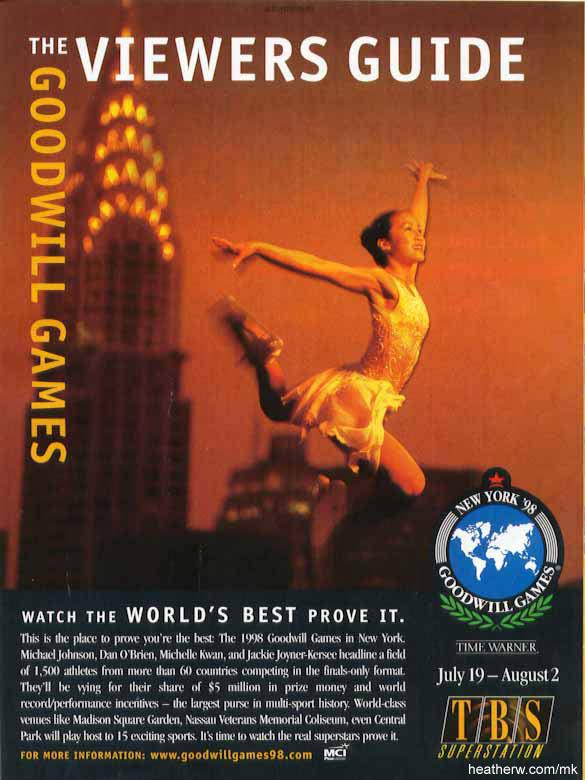 THE VIEWERS GUIDE
GOODWILL GAMES
NEW YORK '98
GOODWILL GAMES
TIME WARNER
July 19 – August 2
TBS
SUPERSTATION
WATCH THE WORLD'S BEST PROVE IT.
This is the place to prove you're the best: The 1998 Goodwill Games in New York.
Michael Johnson, Dan O'Brien, Michelle Kwan, and Jackie Joyner-Kersee headline a field
of 1,500 athletes from more than 60 countries competing in the finals-only format.
They'll be vying for their share of $5 million in prize money and world
record/performance incentives – the largest purse in multi-sport history. World-class
venues like Madison Square Garden, Nassau Veterans Memorial Coliseum, even Central
Park will play host to 15 exciting sports. It's time to watch the real superstars prove it.
FOR MORE INFORMATION: www.goodwillgames98.com
MCI
heatherw.com/mk